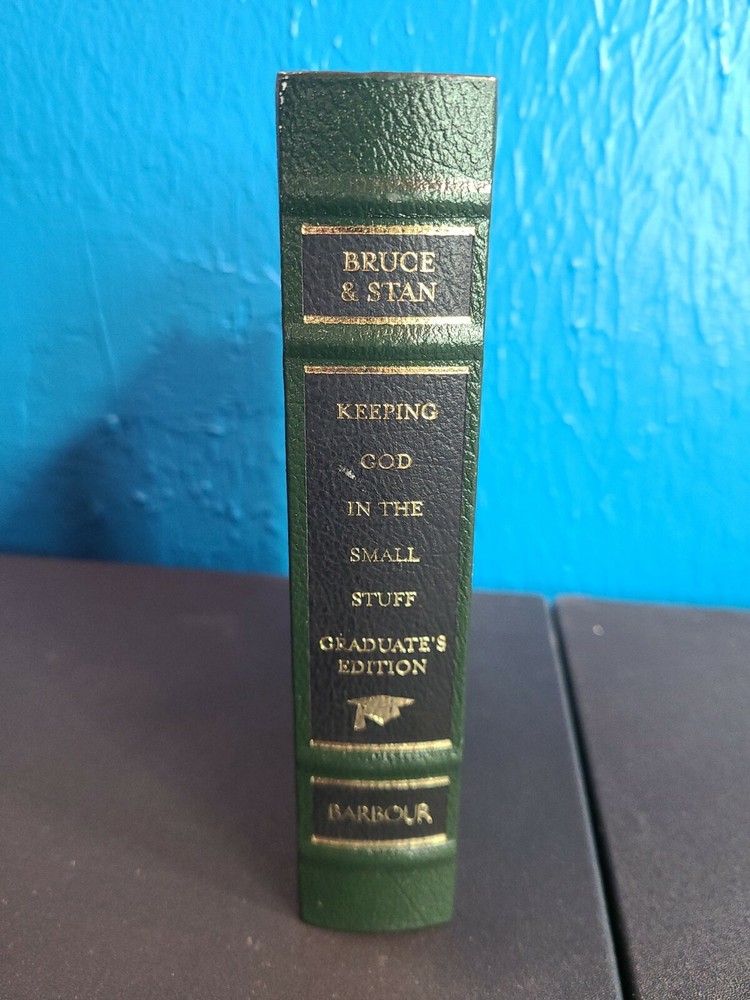 BRUCE
& STAN
KEEPING
GOD
IN THE
SMALL
STUFF
GRADUATE'S
EDITION
BARBOUR